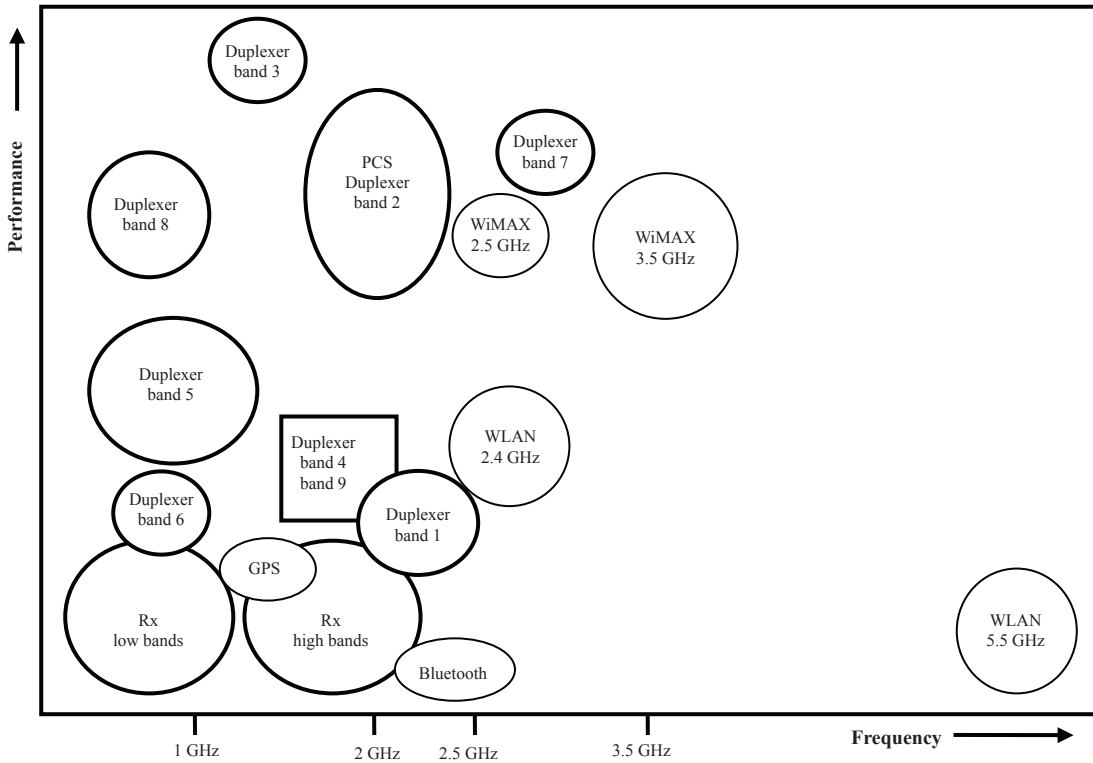 Performance
Duplexer
band 3
PCS
Duplexer
band 2
Duplexer
band 7
Duplexer
band 8
WiMAX
2.5 GHz
WiMAX
3.5 GHz
Duplexer
band 5
Duplexer
band 4
band 9
WLAN
2.4 GHz
Duplexer
band 6
Duplexer
band 1
GPS
Rx
low bands
Rx
high bands
Bluetooth
WLAN
5.5 GHz
1 GHz
2 GHz
2.5 GHz
3.5 GHz
Frequency